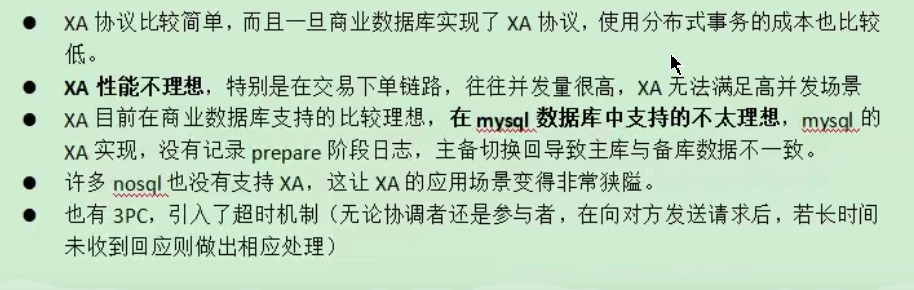 ● XA 协议比较简单，而且一旦商业数据库实现了 XA 协议，使用分布式事务的成本也比较
低。
● XA 性能不理想，特别是在交易下单链路，往往并发量很高，XA 无法满足高并发场景
● XA 目前在商业数据库支持的比较理想，在 mysql 数据库中支持的不太理想，mysql 的
XA 实现，没有记录 prepare 阶段日志，主备切换回导致主库与备库数据不一致。
● 许多 nosql 也没有支持 XA，这让 XA 的应用场景变得非常狭隘。
● 也有 3PC，引入了超时机制（无论协调者还是参与者，在向对方发送请求后，若长时间
未收到回应则做出相应处理）